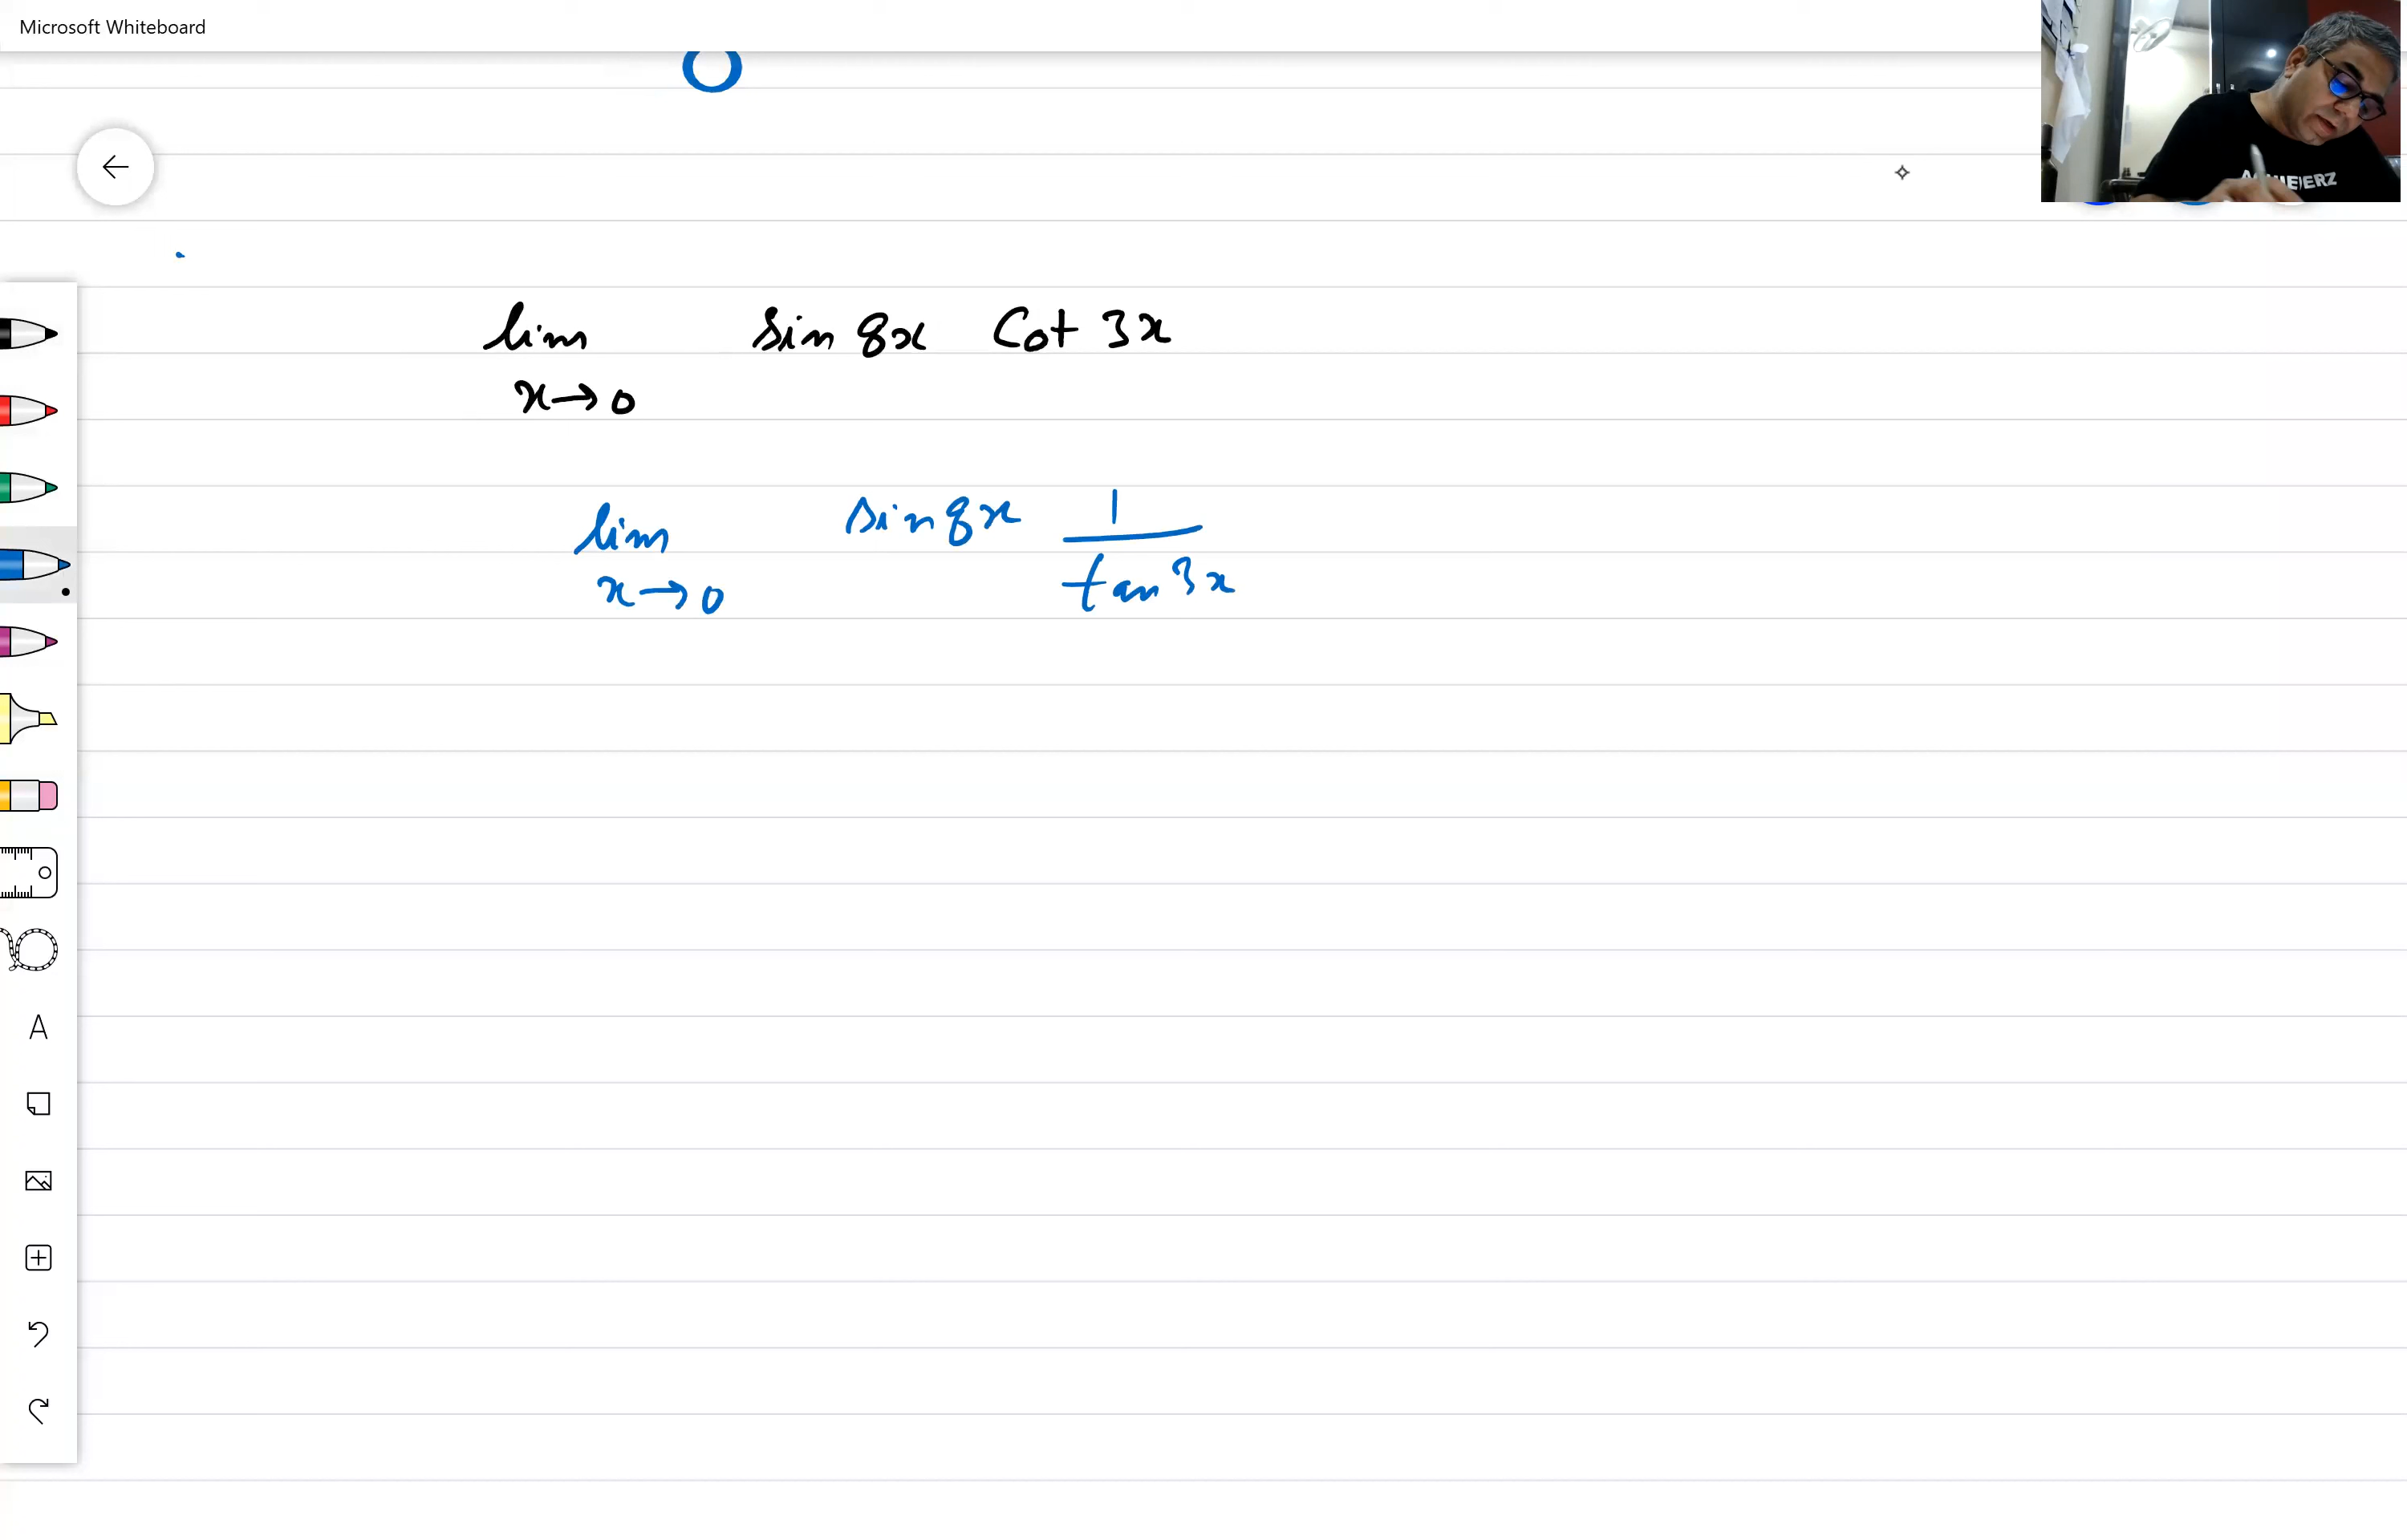 Microsoft Whiteboard
lim sin 8x Cot 3x
x→0
lim sin 8x 1
x→0 tan 3x
A